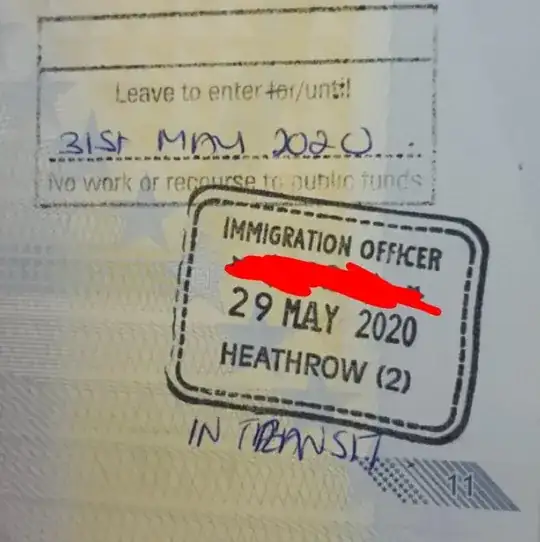 Leave to enter for/until
31st MAY 2020
No work or recourse to public funds
IMMIGRATION OFFICER
29 MAY 2020
HEATHROW (2)
IN TRANSIT
11